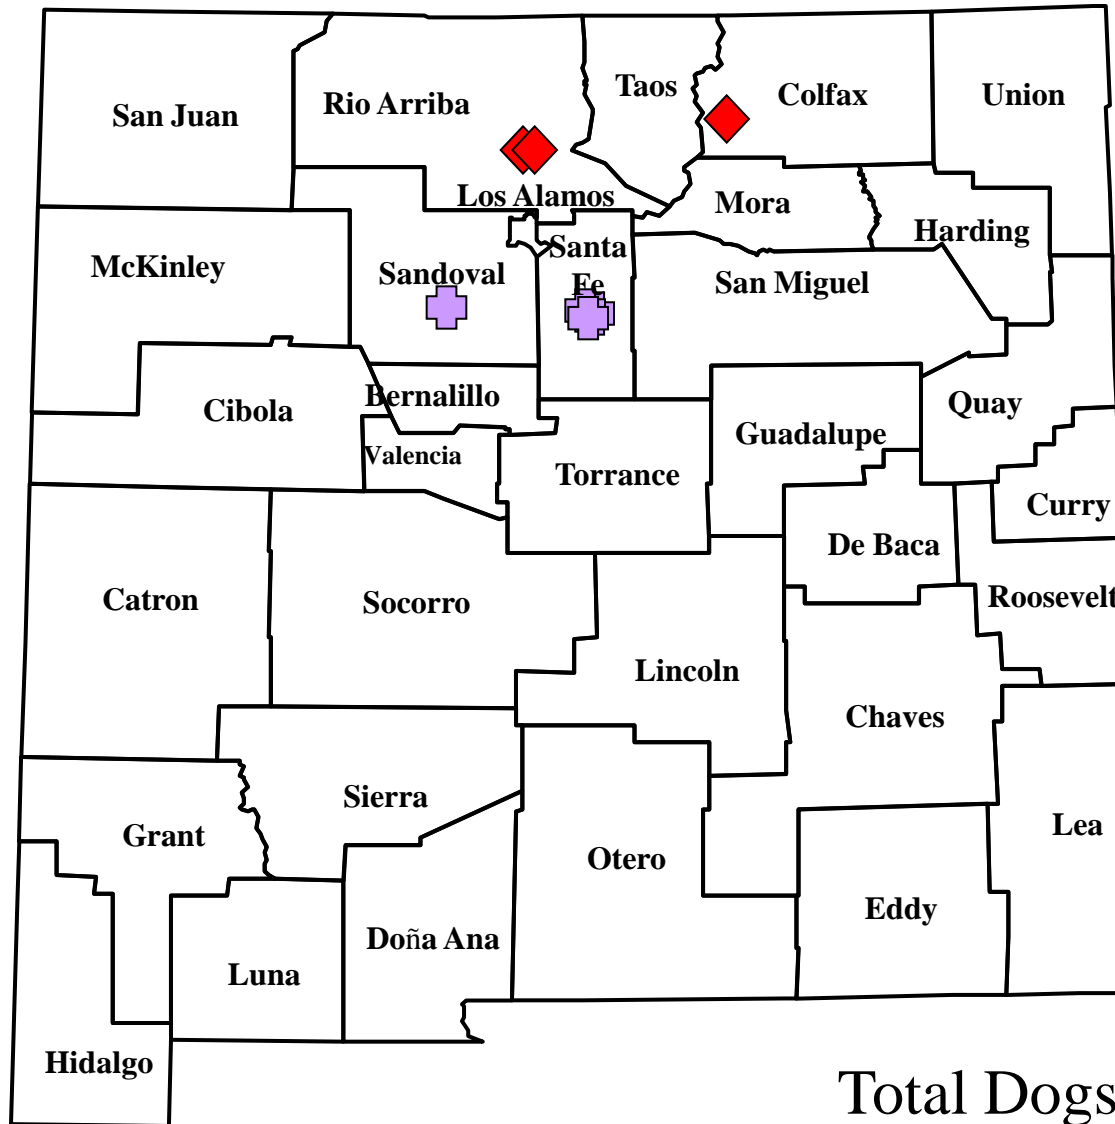 San Juan
Rio Arriba
Taos
Colfax
Union
Los Alamos
Mora
Harding
McKinley
Sandoval
Santa
Fe
San Miguel
Bernalillo
Cibola
Valencia
Torrance
Guadalupe
Quay
Curry
De Baca
Roosevelt
Catron
Socorro
Lincoln
Chaves
Sierra
Grant
Otero
Lea
Eddy
Doña Ana
Luna
Hidalgo
Total Dogs